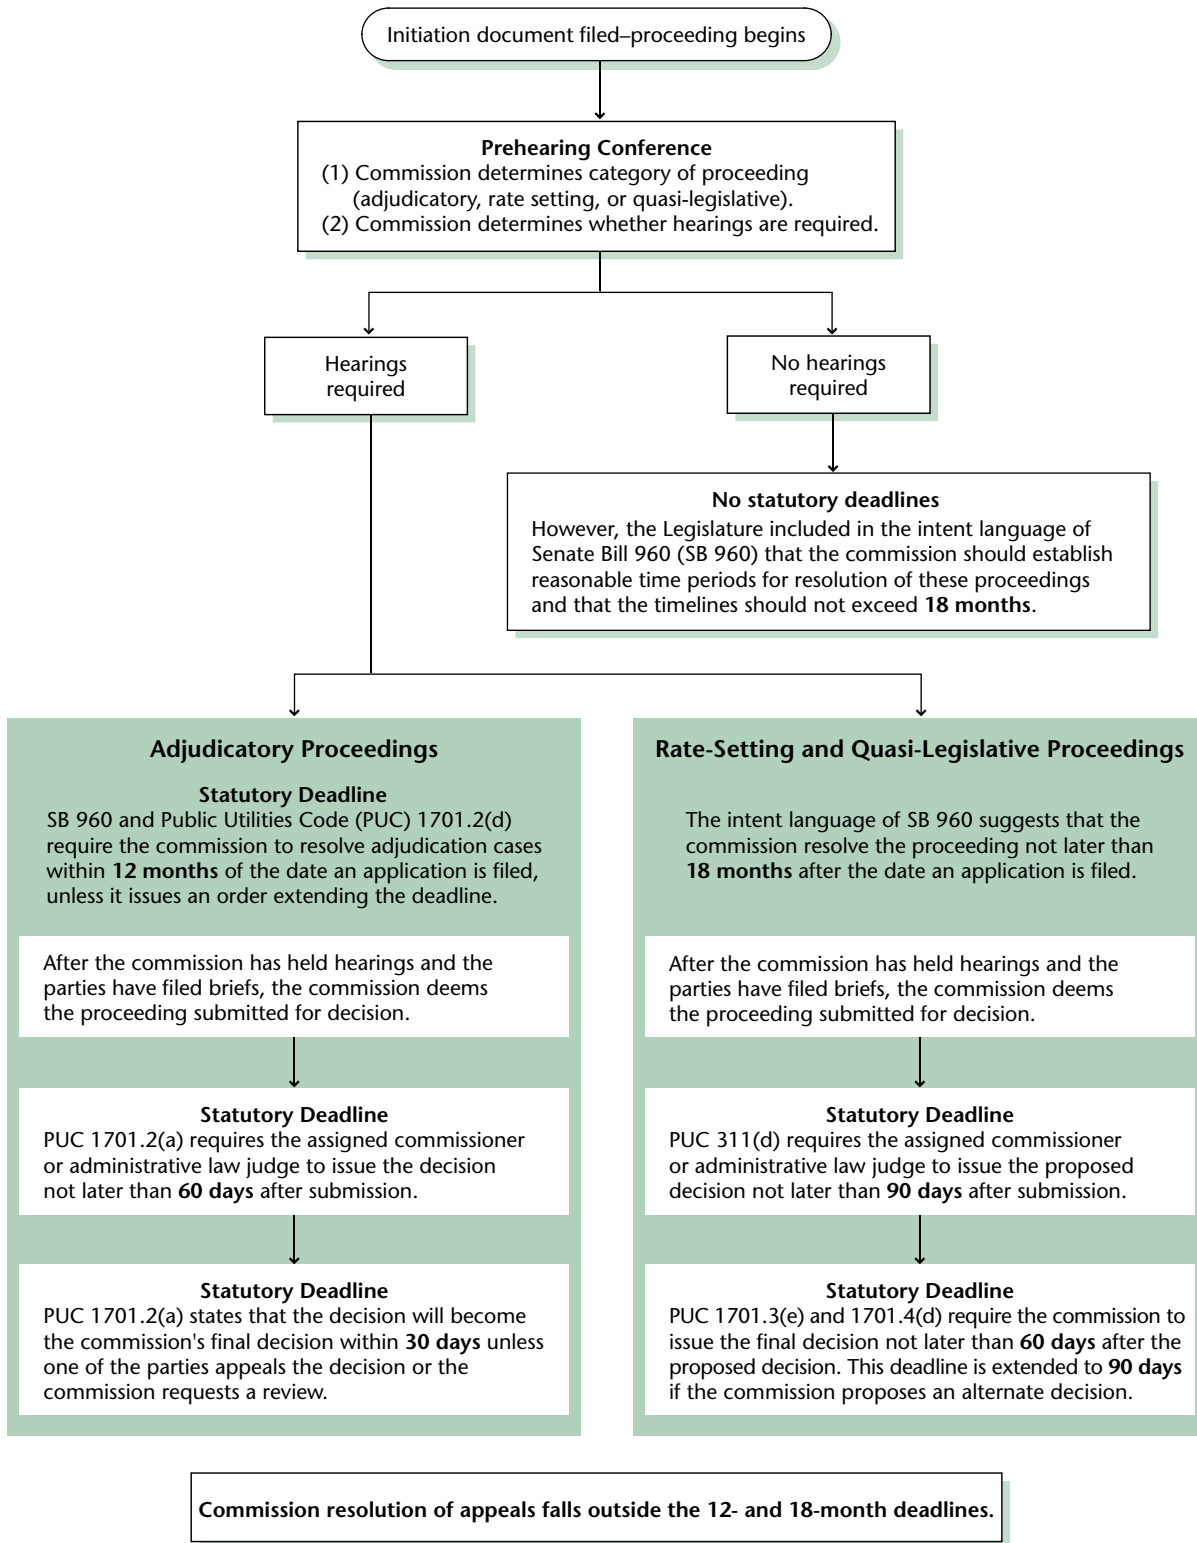 Initiation document filed–proceeding begins
Prehearing Conference
(1) Commission determines category of proceeding
(adjudicatory, rate setting, or quasi-legislative).
(2) Commission determines whether hearings are required.
Hearings
required
No hearings
required
No statutory deadlines
However, the Legislature included in the intent language of
Senate Bill 960 (SB 960) that the commission should establish
reasonable time periods for resolution of these proceedings
and that the timelines should not exceed 18 months.
Adjudicatory Proceedings
Statutory Deadline
SB 960 and Public Utilities Code (PUC) 1701.2(d)
require the commission to resolve adjudication cases
within 12 months of the date an application is filed,
unless it issues an order extending the deadline.
After the commission has held hearings and the
parties have filed briefs, the commission deems
the proceeding submitted for decision.
Statutory Deadline
PUC 1701.2(a) requires the assigned commissioner
or administrative law judge to issue the decision
not later than 60 days after submission.
Statutory Deadline
PUC 1701.2(a) states that the decision will become
the commission's final decision within 30 days unless
one of the parties appeals the decision or the
commission requests a review.
Rate-Setting and Quasi-Legislative Proceedings
The intent language of SB 960 suggests that the
commission resolve the proceeding not later than
18 months after the date an application is filed.
After the commission has held hearings and the
parties have filed briefs, the commission deems
the proceeding submitted for decision.
Statutory Deadline
PUC 311(d) requires the assigned commissioner
or administrative law judge to issue the proposed
decision not later than 90 days after submission.
Statutory Deadline
PUC 1701.3(e) and 1701.4(d) require the commission to
issue the final decision not later than 60 days after the
proposed decision. This deadline is extended to 90 days
if the commission proposes an alternate decision.
Commission resolution of appeals falls outside the 12- and 18-month deadlines.